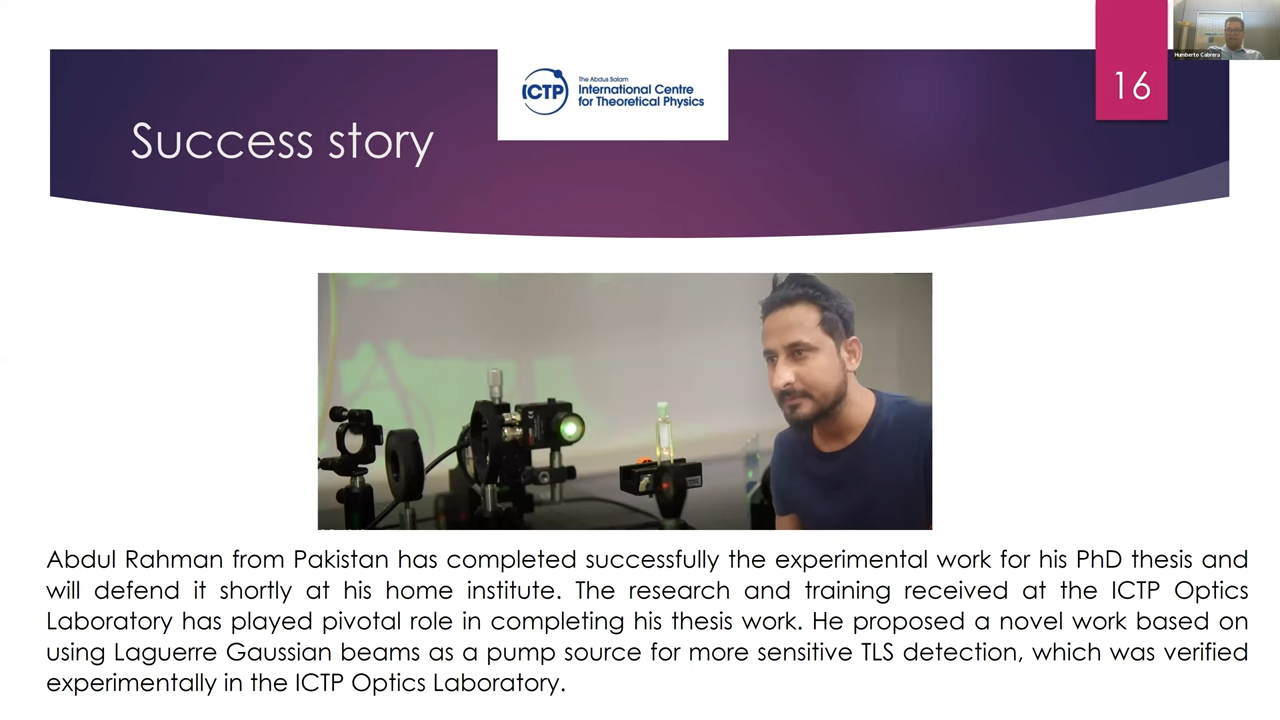 Humberto Cabrera
16
The Abdus Salam
ICTP International Centre
for Theoretical Physics
Success story
Abdul Rahman from Pakistan has completed successfully the experimental work for his PhD thesis and
will defend it shortly at his home institute. The research and training received at the ICTP Optics
Laboratory has played pivotal role in completing his thesis work. He proposed a novel work based on
using Laguerre Gaussian beams as a pump source for more sensitive TLS detection, which was verified
experimentally in the ICTP Optics Laboratory.